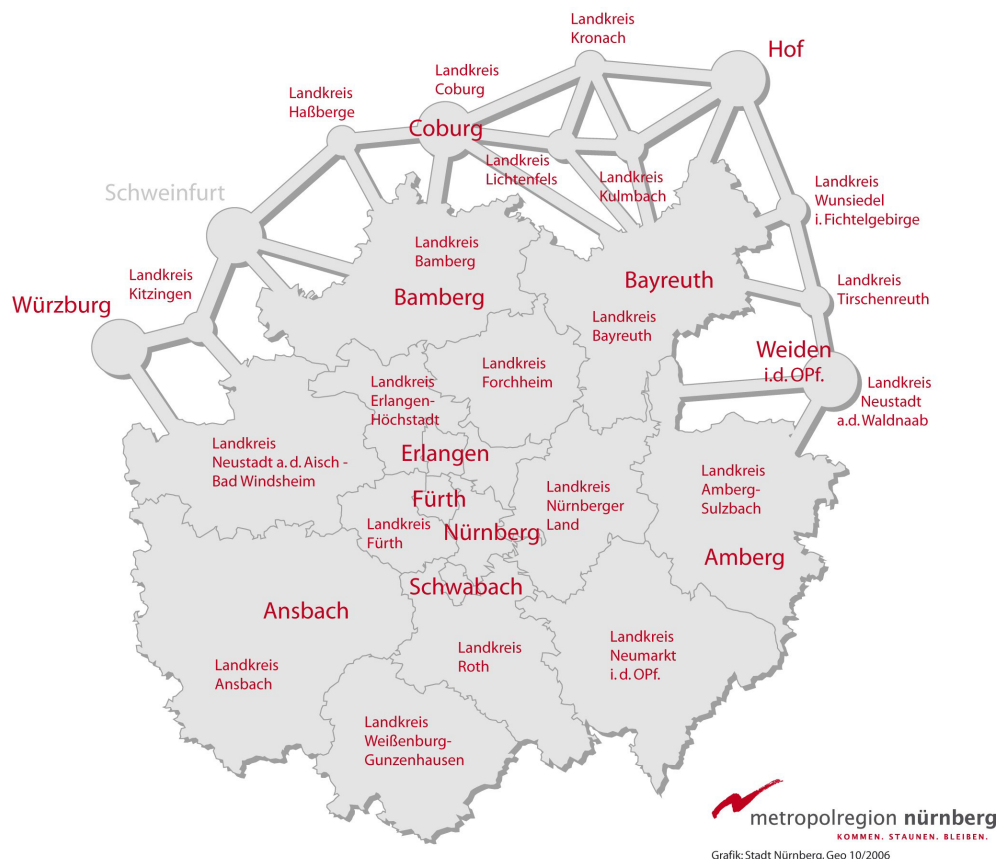 Landkreis
Kronach
Hof
Landkreis
Coburg
Landkreis
Haßberge
Coburg
Landkreis
Lichtenfels
Landkreis
Kulmbach
Schweinfurt
Landkreis
Wunsiedel
i. Fichtelgebirge
Landkreis
Bamberg
Landkreis
Kitzingen
Bayreuth
Würzburg
Bamberg
Landkreis
Tirschenreuth
Landkreis
Bayreuth
Weiden
i.d. OPf.
Landkreis
Forchheim
Landkreis
Erlangen-
Höchstadt
Landkreis
Neustadt
a.d. Waldnaab
Landkreis
Neustadt a. d. Aisch -
Bad Windsheim
Erlangen
Landkreis
Amberg-
Sulzbach
Landkreis
Nürnberger
Land
Fürth
Landkreis
Fürth
Nürnberg
Amberg
Schwabach
Ansbach
Landkreis
Neumarkt
i. d. OPf.
Landkreis
Roth
Landkreis
Ansbach
Landkreis
Weißenburg-
Gunzenhausen
metropolregion nürnberg
KOMMEN. STAUNEN. BLEIBEN.
Grafik: Stadt Nürnberg, Geo 10/2006